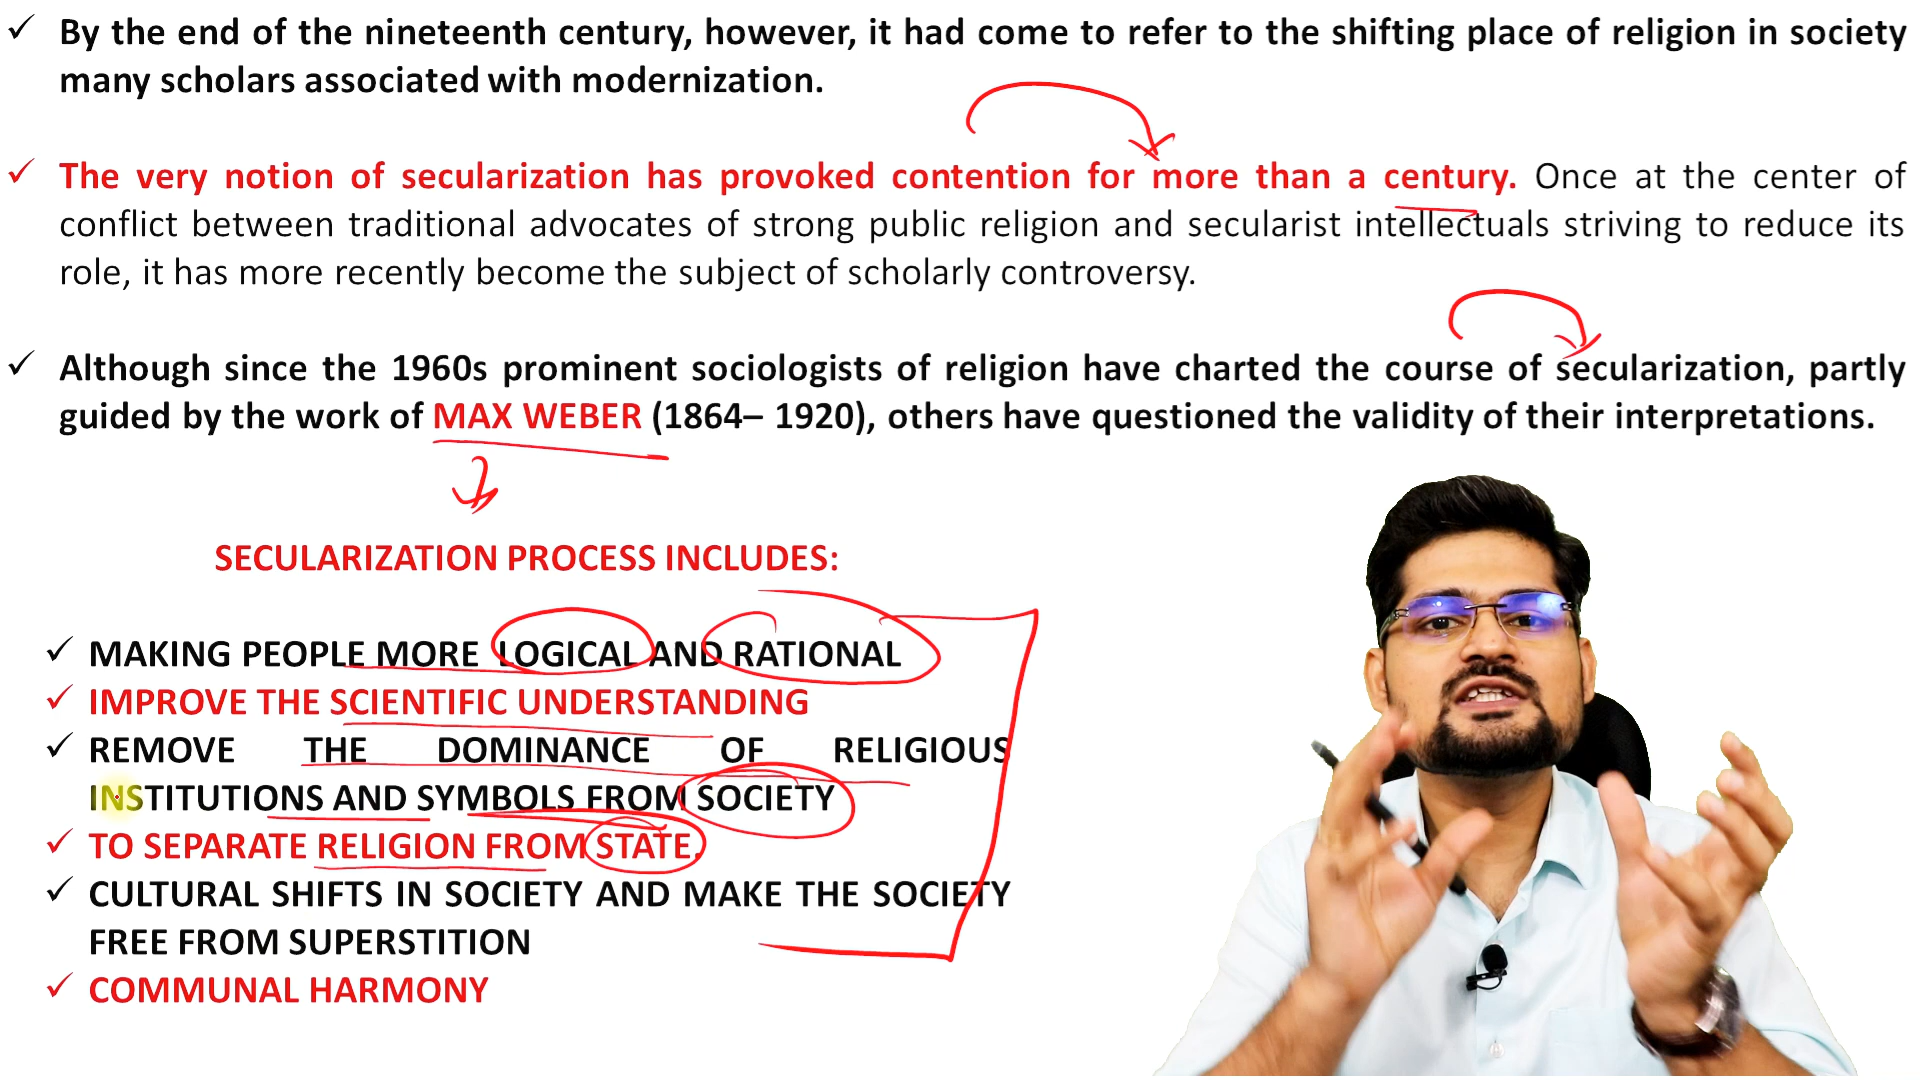 By the end of the nineteenth century, however, it had come to refer to the shifting place of religion in society
many scholars associated with modernization.
The very notion of secularization has provoked contention for more than a century. Once at the center of
conflict between traditional advocates of strong public religion and secularist intellectuals striving to reduce its
role, it has more recently become the subject of scholarly controversy.
Although since the 1960s prominent sociologists of religion have charted the course of secularization, partly
guided by the work of MAX WEBER (1864– 1920), others have questioned the validity of their interpretations.
SECULARIZATION PROCESS INCLUDES:
MAKING PEOPLE MORE LOGICAL AND RATIONAL
IMPROVE THE SCIENTIFIC UNDERSTANDING
REMOVE THE DOMINANCE OF RELIGIOUS
INSTITUTIONS AND SYMBOLS FROM SOCIETY
TO SEPARATE RELIGION FROM STATE.
CULTURAL SHIFTS IN SOCIETY AND MAKE THE SOCIETY
FREE FROM SUPERSTITION
COMMUNAL HARMONY